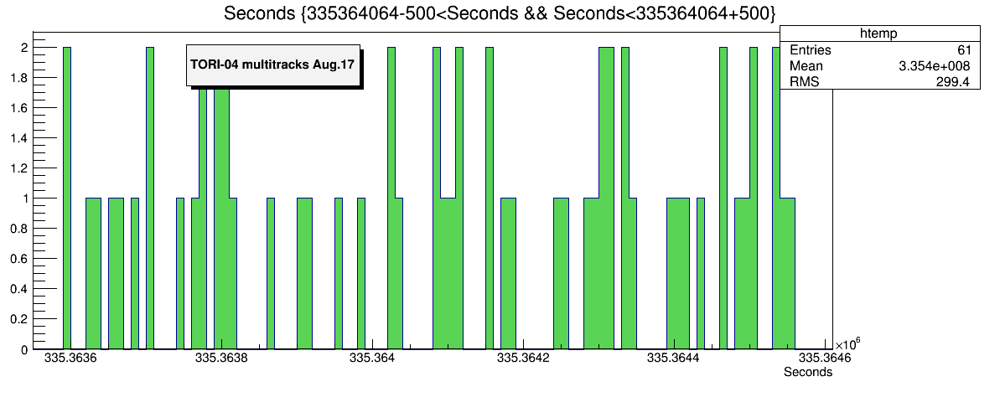 Seconds {335364064-500<Seconds && Seconds<335364064+500}
htemp
Entries 61
Mean 3.354e+008
RMS 299.4
TORI-04 multitracks Aug.17
2
1.8
1.6
1.4
1.2
1
0.8
0.6
0.4
0.2
0
335.3636 335.3638 335.364 335.3642 335.3644 335.3646
×10⁶
Seconds